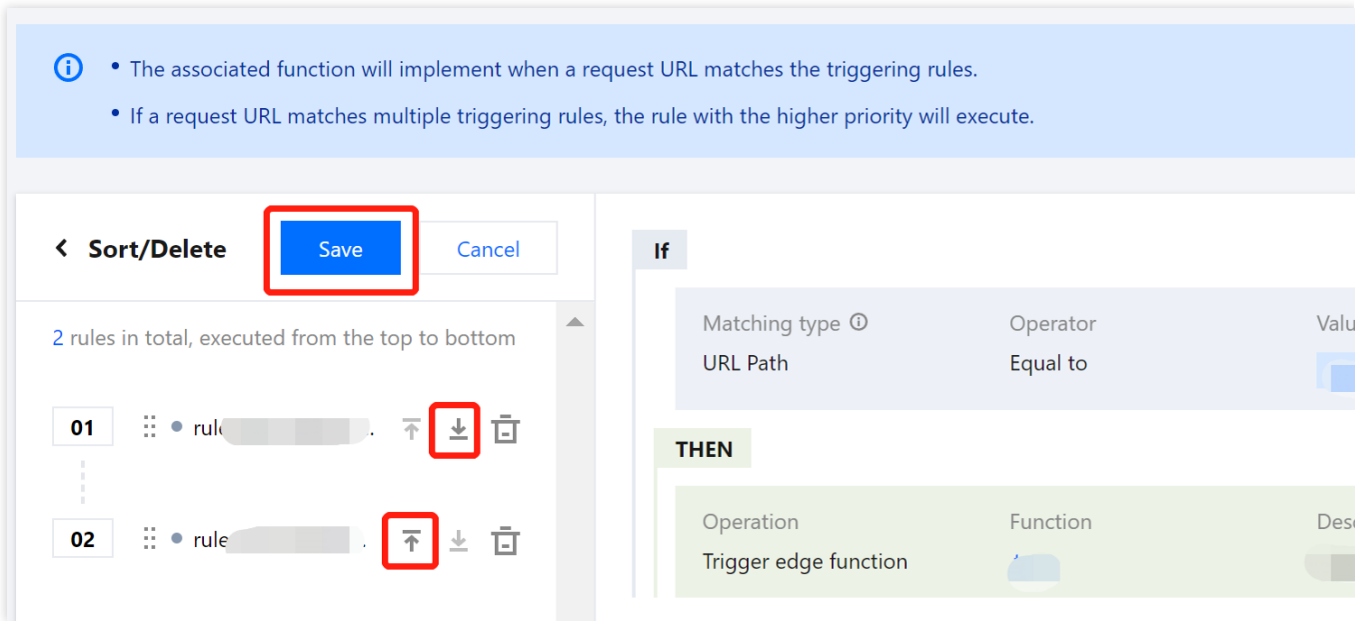 The associated function will implement when a request URL matches the triggering rules.
If a request URL matches multiple triggering rules, the rule with the higher priority will execute.
Sort/Delete
Save
Cancel
2 rules in total, executed from the top to bottom
01
02
If
Matching type
Operator
URL Path
Equal to
THEN
Operation
Function
Trigger edge function